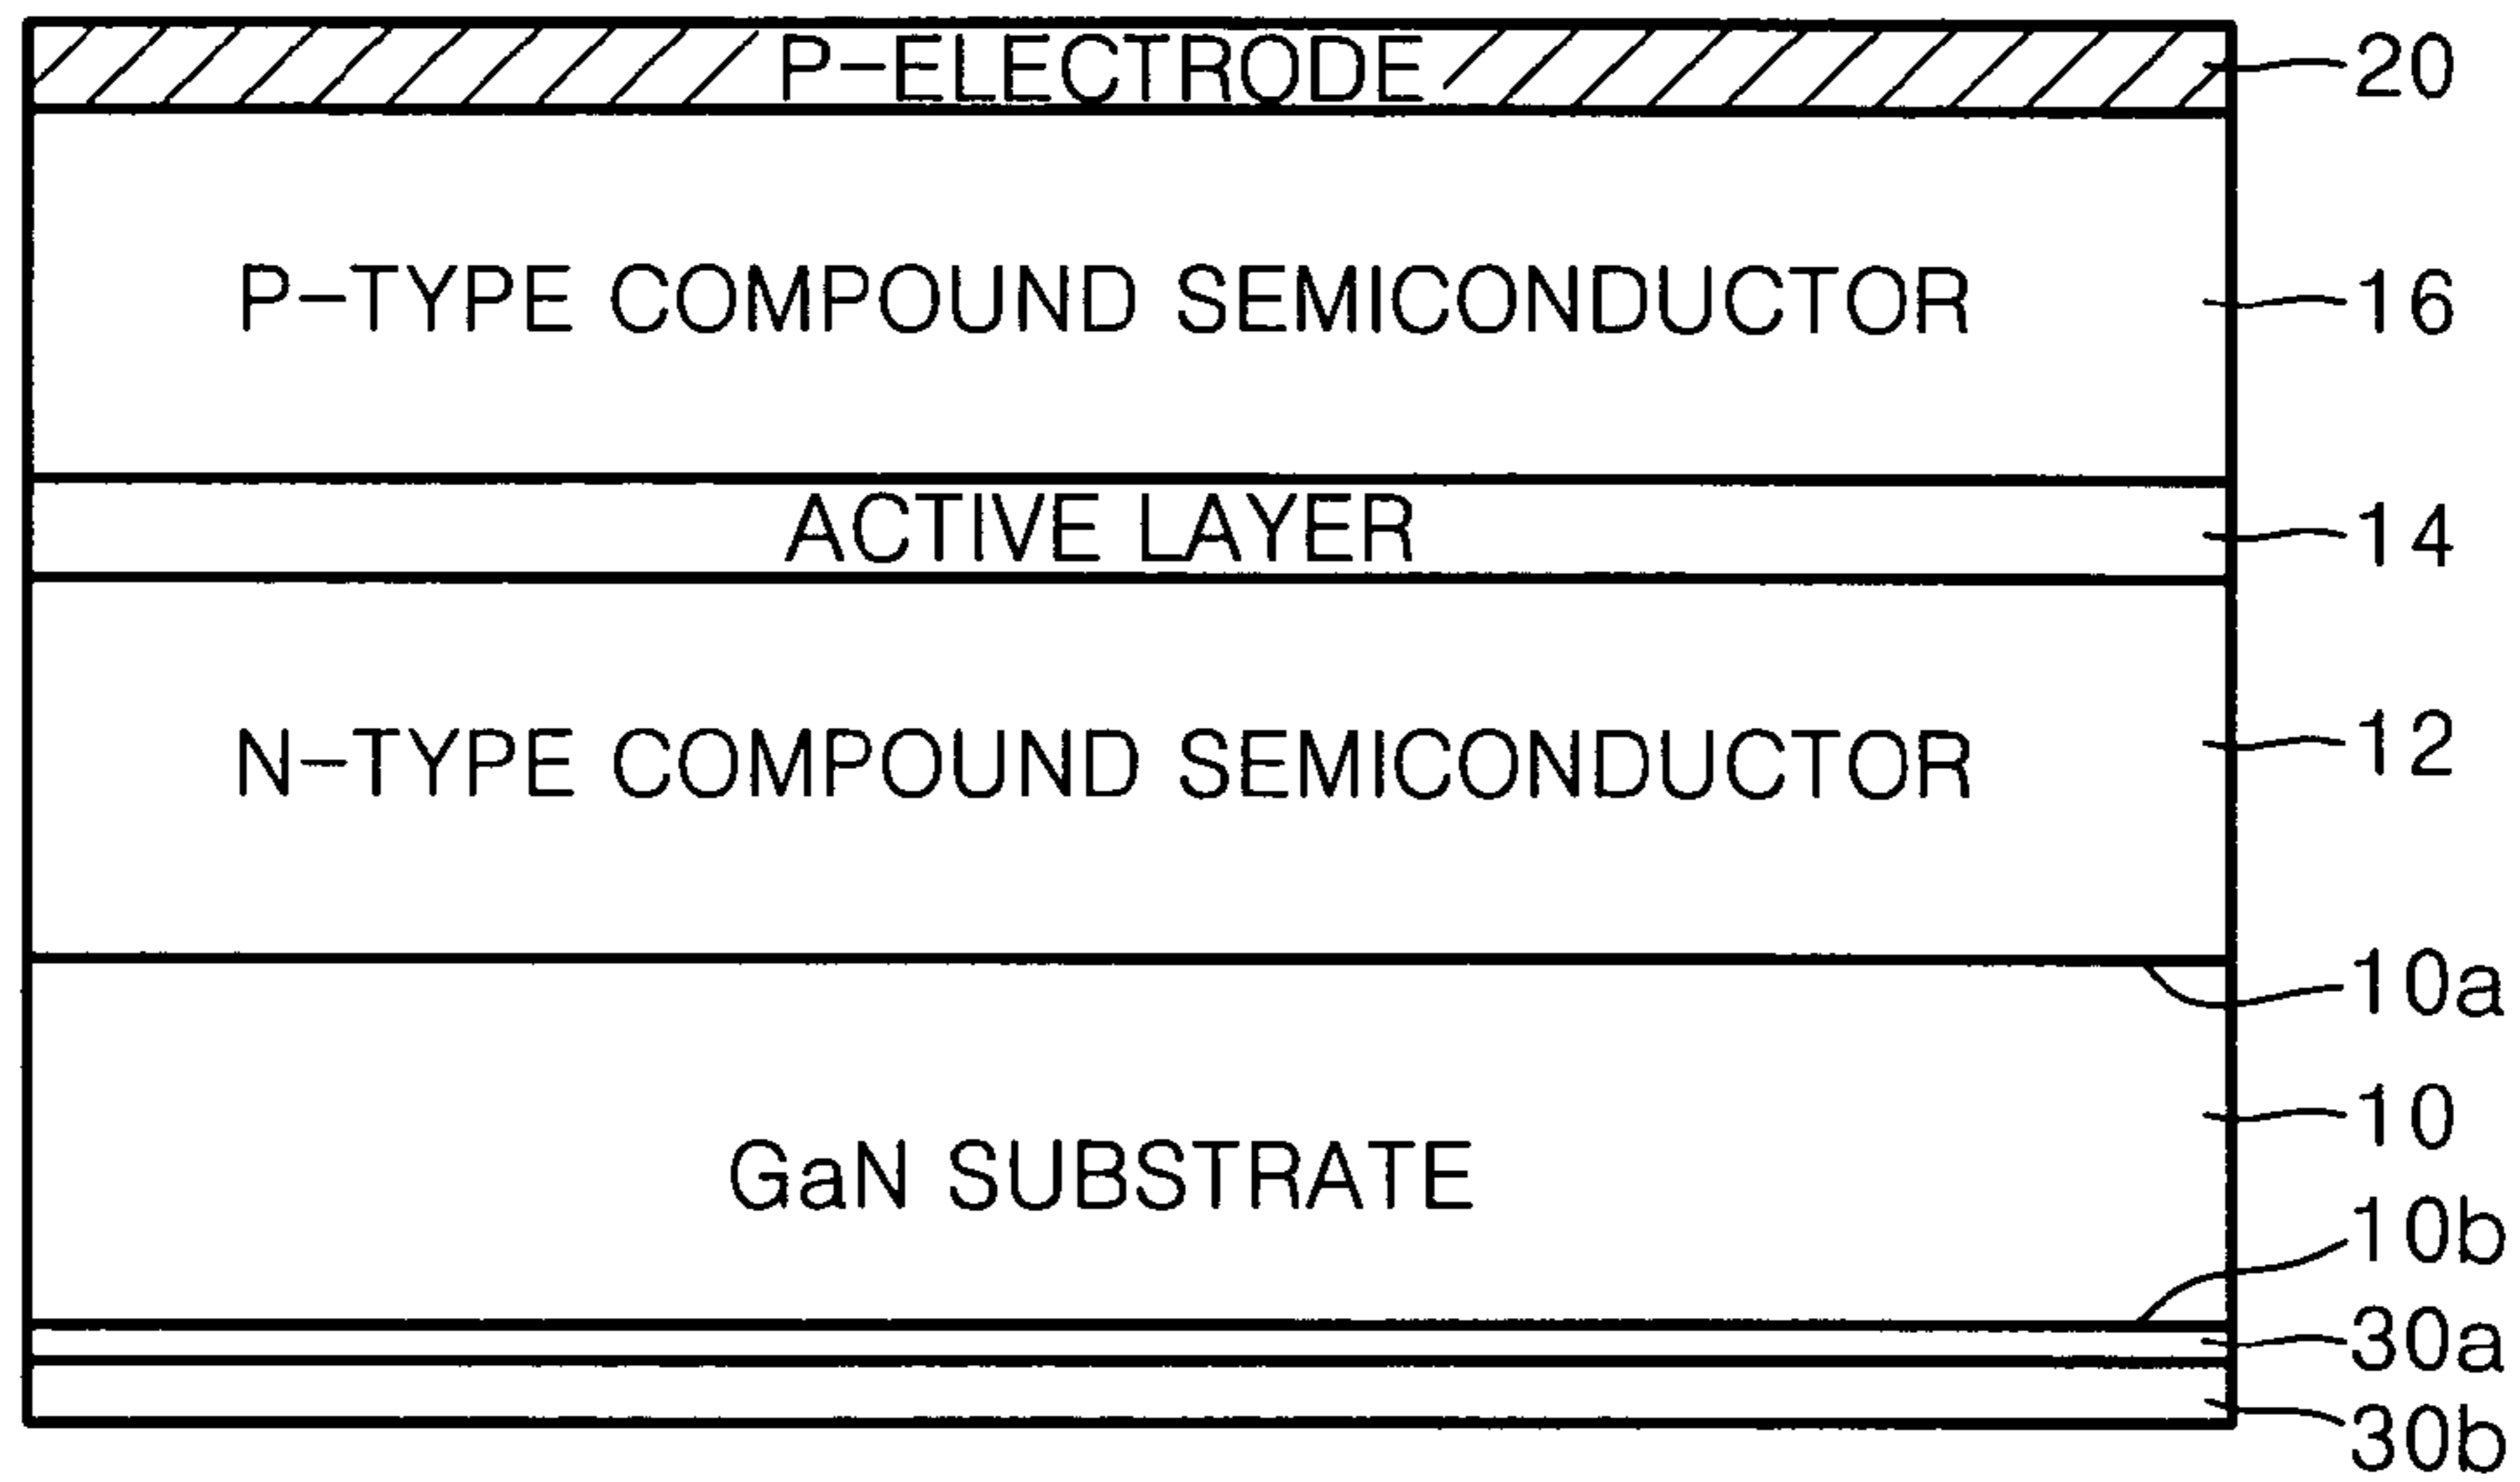 P-ELECTRODE 20
P-TYPE COMPOUND SEMICONDUCTOR 16
ACTIVE LAYER 14
N-TYPE COMPOUND SEMICONDUCTOR 12
10a
10
GaN SUBSTRATE
10b
30a
30b